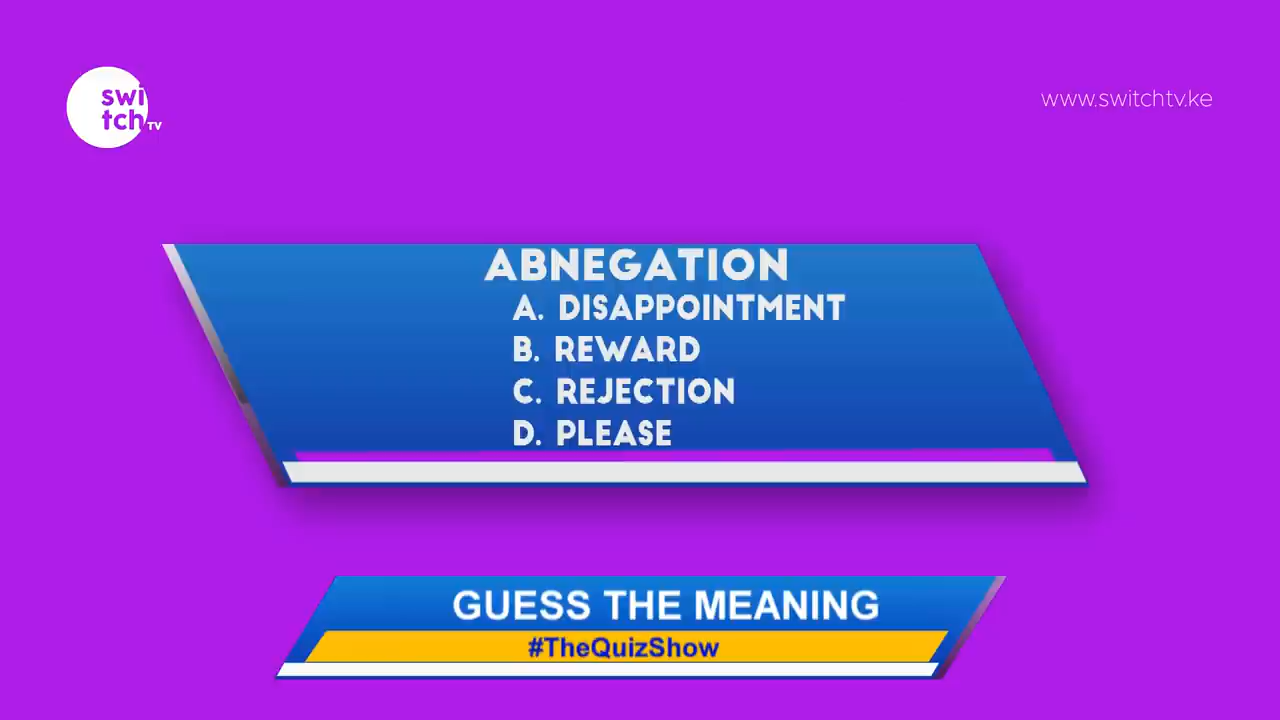 swi
tch TV
www.switchtv.ke
ABNEGATION
A. DISAPPOINTMENT
B. REWARD
C. REJECTION
D. PLEASE
GUESS THE MEANING
#TheQuizShow